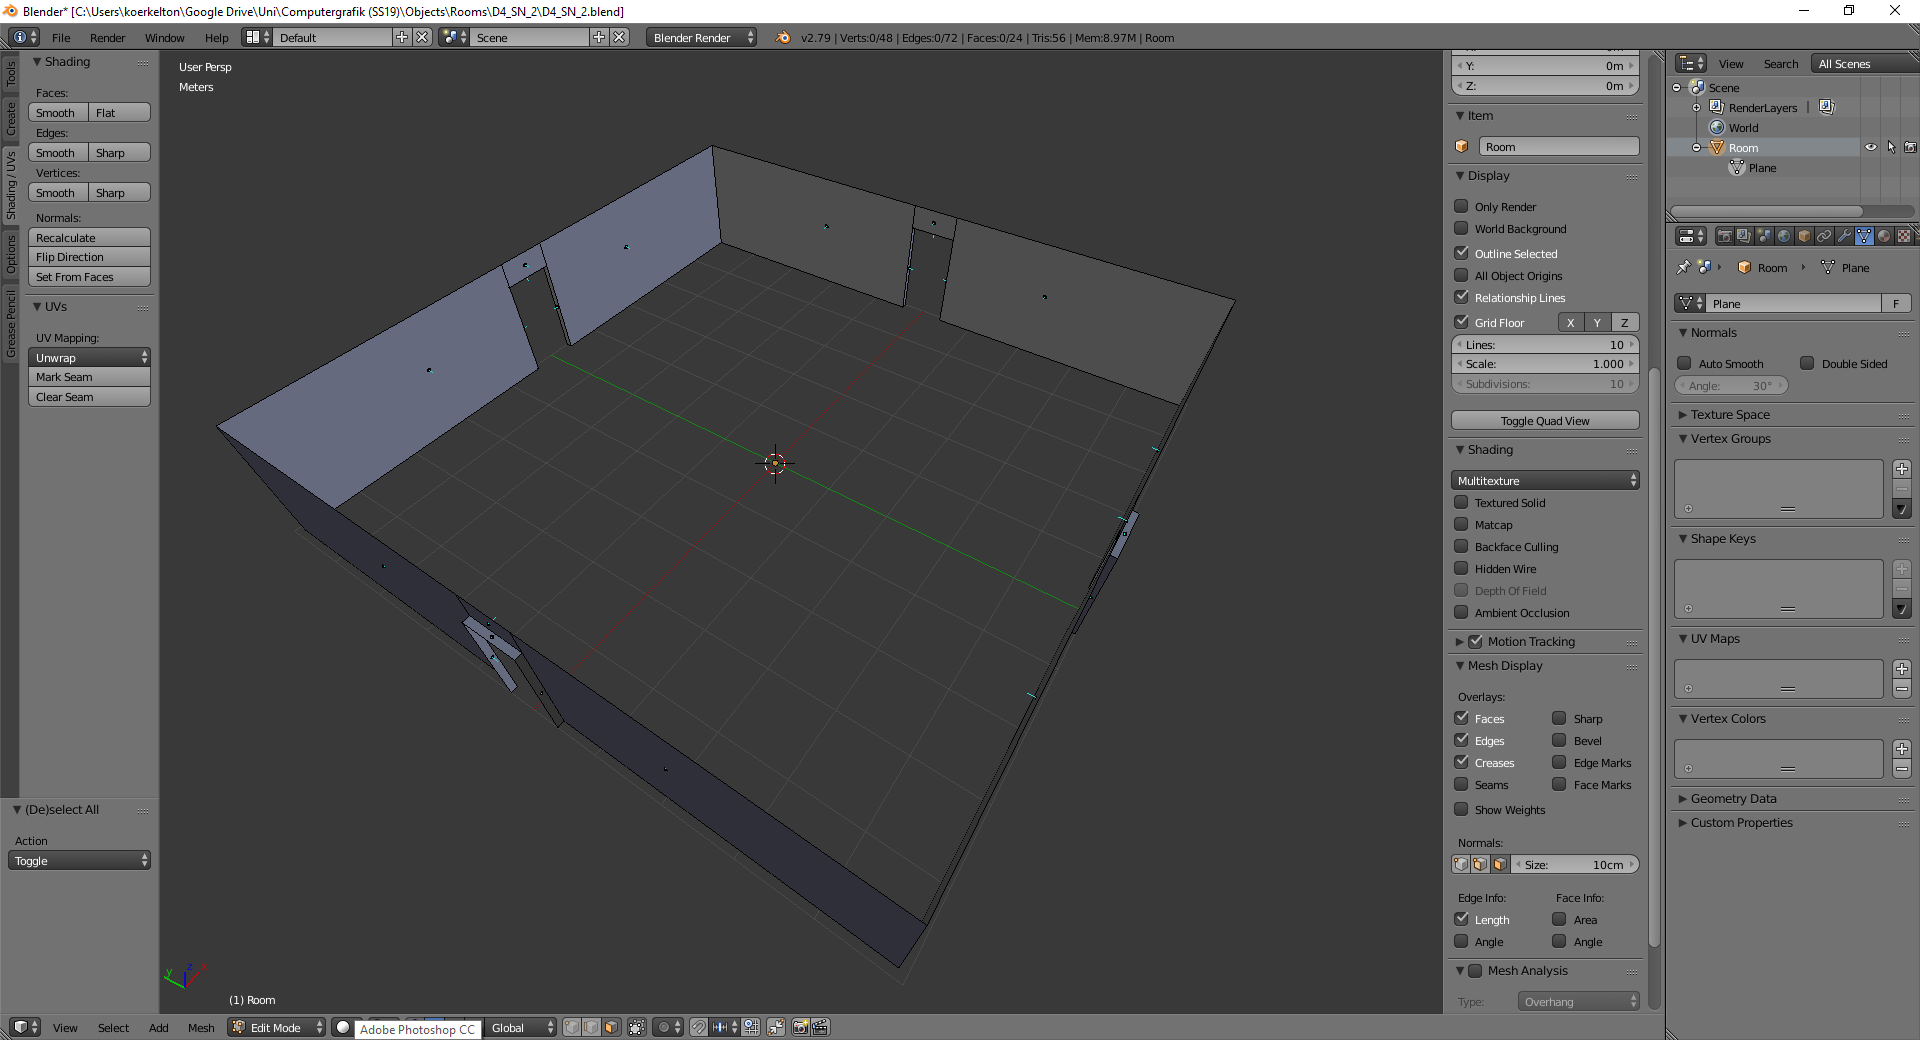 Blender* [C:\Users\koerkelton\Google Drive\Uni\Computergrafik (SS19)\Objects\Rooms\D4_SN_2\D4_SN_2.blend]
File Render Window Help Default Scene Blender Render v2.79 | Verts:0/48 | Edges:0/72 | Faces:0/24 | Tris:56 | Mem:8.97M | Room
Tools
Create
Shading / UVs
Options
Grease Pencil
Shading
Faces:
Smooth Flat
Edges:
Smooth Sharp
Vertices:
Smooth Sharp
Normals:
Recalculate
Flip Direction
Set From Faces
UVs
UV Mapping:
Unwrap
Mark Seam
Clear Seam
(De)select All
Action
Toggle
User Persp
Meters
(1) Room
View Select Add Mesh Edit Mode Global
Adobe Photoshop CC
Y: 0m
Z: 0m
Item
Room
Display
Only Render
World Background
Outline Selected
All Object Origins
Relationship Lines
Grid Floor X Y Z
Lines: 10
Scale: 1.000
Subdivisions: 10
Toggle Quad View
Shading
Multitexture
Textured Solid
Matcap
Backface Culling
Hidden Wire
Depth Of Field
Ambient Occlusion
Motion Tracking
Mesh Display
Overlays:
Faces Sharp
Edges Bevel
Creases Edge Marks
Seams Face Marks
Show Weights
Normals:
Size: 10cm
Edge Info: Face Info:
Length Area
Angle Angle
Mesh Analysis
Type: Overhang
View Search All Scenes
Scene
RenderLayers |
World
Room
Plane
Room Plane
Plane F
Normals
Auto Smooth Double Sided
Angle: 30°
Texture Space
Vertex Groups
Shape Keys
UV Maps
Vertex Colors
Geometry Data
Custom Properties
z
y
x